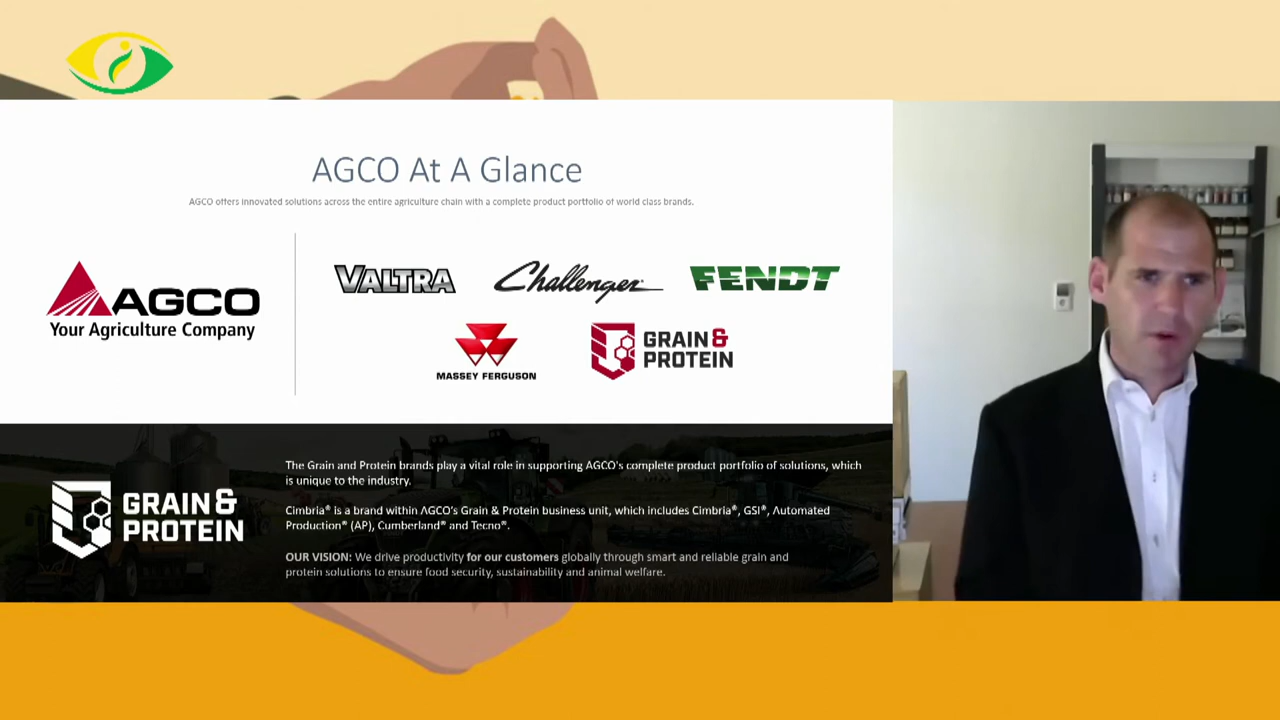 AGCO At A Glance
AGCO offers innovated solutions across the entire agriculture chain with a complete product portfolio of world class brands.
AGCO
Your Agriculture Company
VALTRA
Challenger
FENDT
MASSEY FERGUSON
GRAIN &
PROTEIN
GRAIN &
PROTEIN
The Grain and Protein brands play a vital role in supporting AGCO's complete product portfolio of solutions, which
is unique to the industry.
Cimbria® is a brand within AGCO's Grain & Protein business unit, which includes Cimbria®, GSI®, Automated
Production® (AP), Cumberland® and Tecno®.
OUR VISION: We drive productivity for our customers globally through smart and reliable grain and
protein solutions to ensure food security, sustainability and animal welfare.